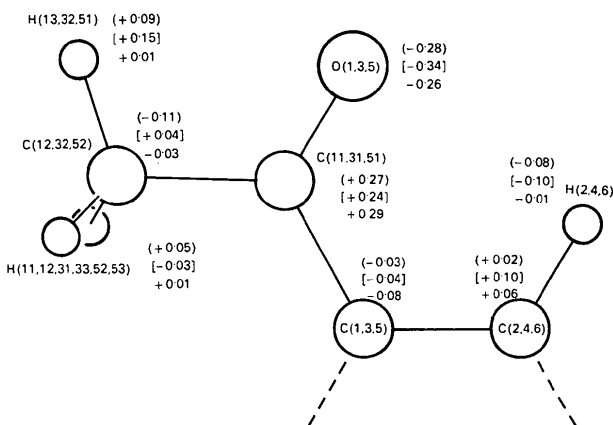 H(13,32,51) (+0·09)
[+0·15]
+0·01
O(1,3,5)
(-0·28)
[-0·34]
-0·26
C(12,32,52)
(-0·11)
[+0·04]
-0·03
C(11,31,51)
(+0·27)
[+0·24]
+0·29
(-0·08)
[-0·10]
-0·01
H(2,4,6)
H(11,12,31,33,52,53)
(+0·05)
[-0·03]
+0·01
(-0·03)
[-0·04]
-0·08
C(1,3,5)
(+0·02)
[+0·10]
+0·06
C(2,4,6)